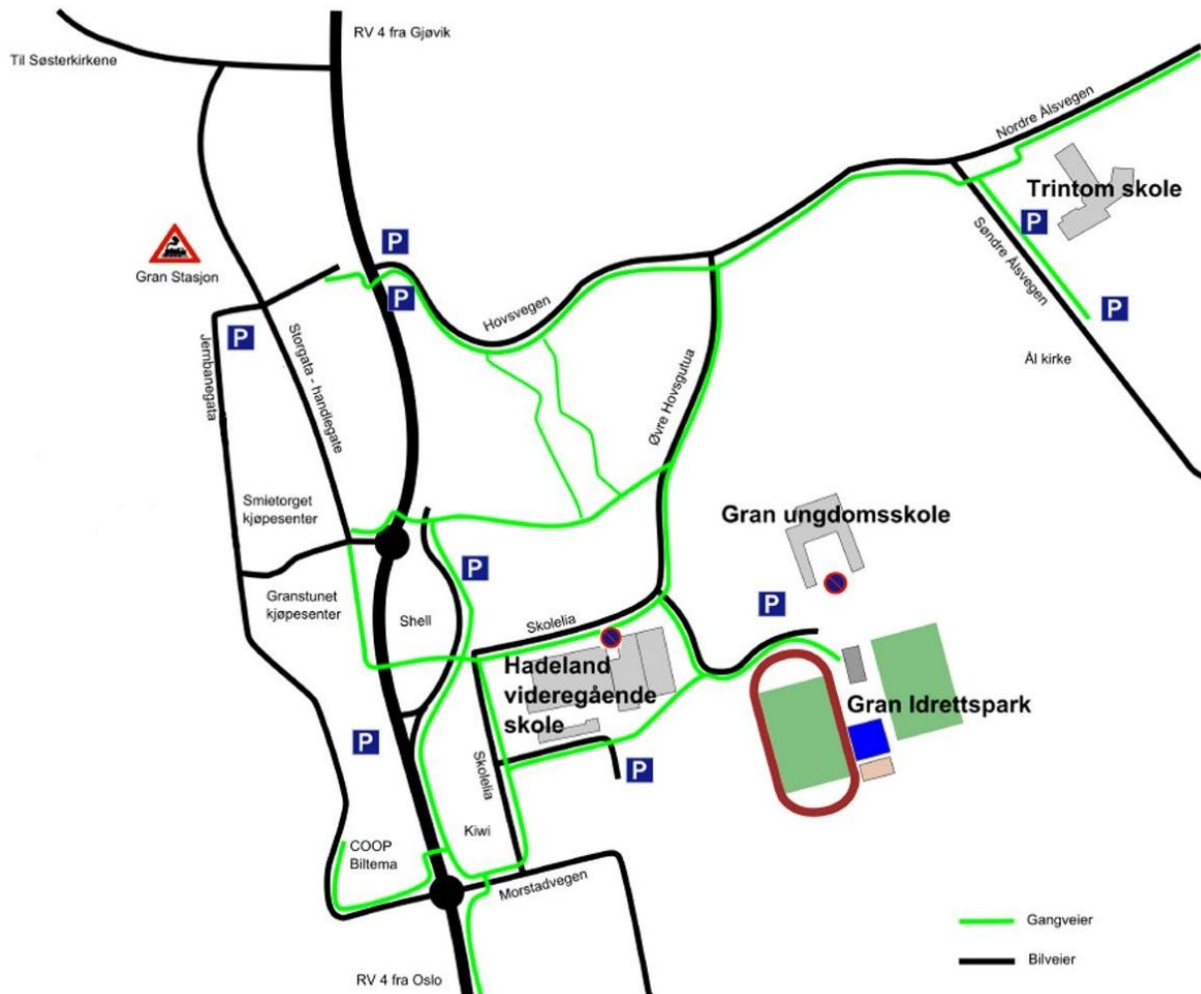 RV 4 fra Gjøvik
Til Søsterkirkene
Nordre Ålsvegen
Trintom skole
P
P
Søndre Ålsvegen
Gran Stasjon
P
P
P
Hovsvegen
Storgata - handlegate
Jernbanegata
Ål kirke
Øvre Hovsgutua
Smietorget
kjøpesenter
Gran ungdomsskole
P
P
Granstunet
kjøpesenter
Shell
Skolelia
Hadeland
videregående
skole
Gran Idrettspark
P
P
Skolelia
Kiwi
COOP
Biltema
Morstadvegen
Gangveier
Bilveier
RV 4 fra Oslo